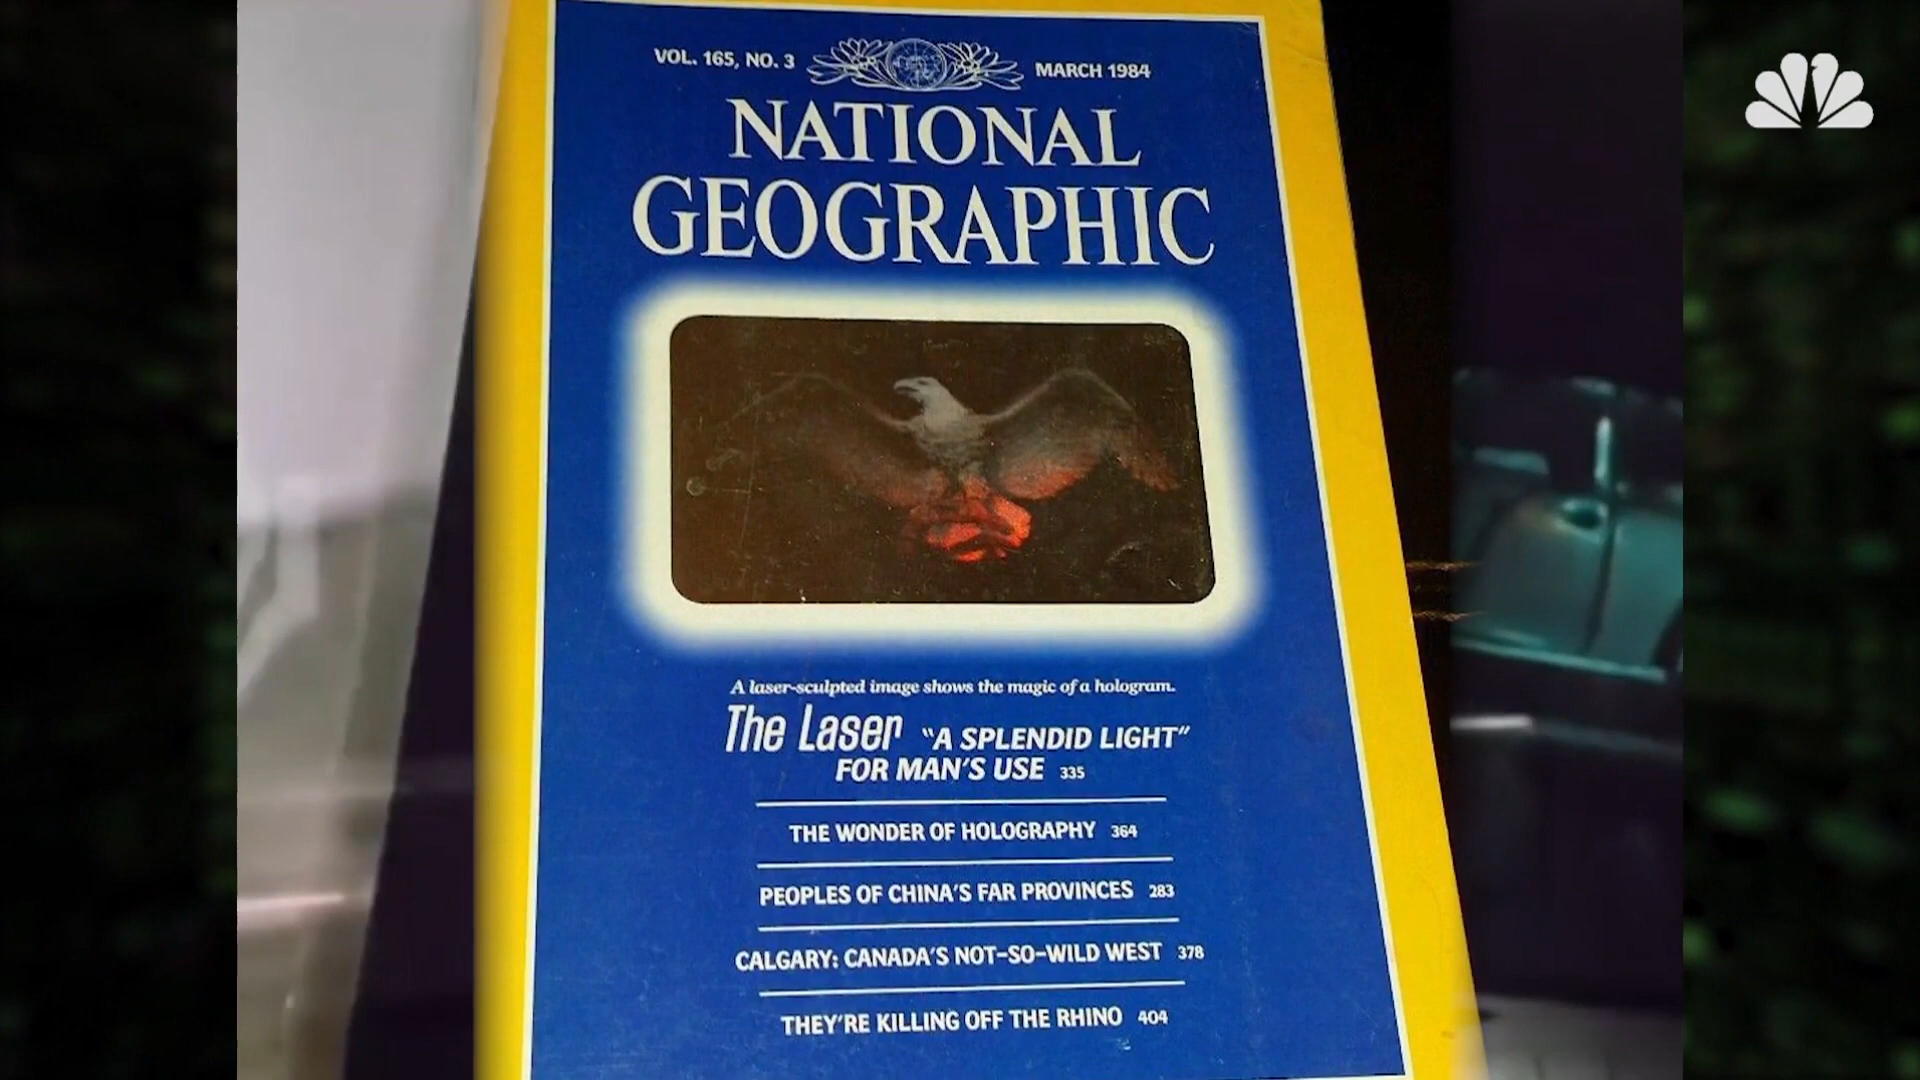 VOL. 165, NO. 3
MARCH 1984
NATIONAL
GEOGRAPHIC
A laser-sculpted image shows the magic of a hologram.
The Laser "A SPLENDID LIGHT"
FOR MAN'S USE 335
THE WONDER OF HOLOGRAPHY 364
PEOPLES OF CHINA'S FAR PROVINCES 283
CALGARY: CANADA'S NOT-SO-WILD WEST 378
THEY'RE KILLING OFF THE RHINO 404